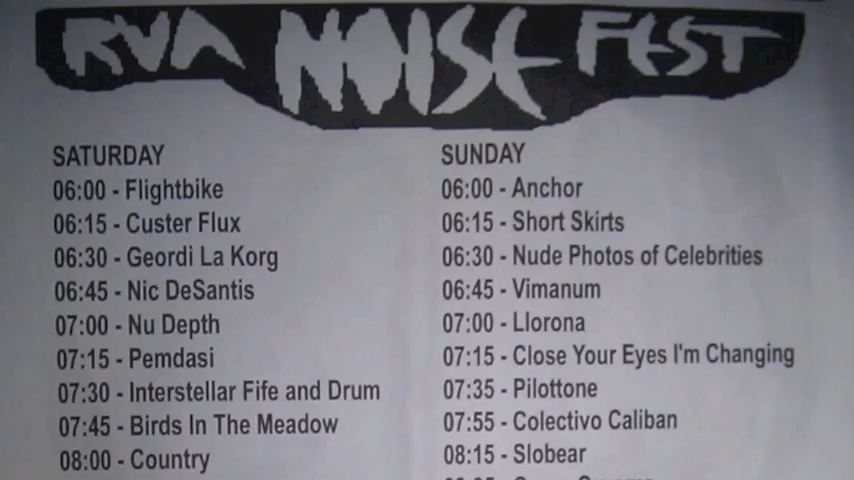 RVA NOISE FEST
SATURDAY
06:00 - Flightbike
06:15 - Custer Flux
06:30 - Geordi La Korg
06:45 - Nic DeSantis
07:00 - Nu Depth
07:15 - Pemdasi
07:30 - Interstellar Fife and Drum
07:45 - Birds In The Meadow
08:00 - Country
SUNDAY
06:00 - Anchor
06:15 - Short Skirts
06:30 - Nude Photos of Celebrities
06:45 - Vimanum
07:00 - Llorona
07:15 - Close Your Eyes I'm Changing
07:35 - Pilottone
07:55 - Colectivo Caliban
08:15 - Slobear